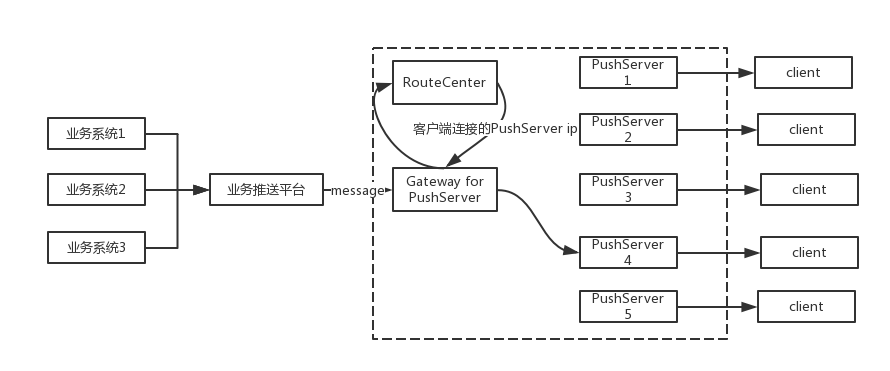 业务系统1
业务系统2
业务系统3
业务推送平台
message
RouteCenter
客户端连接的PushServer ip
Gateway for
PushServer
PushServer
1
PushServer
2
PushServer
3
PushServer
4
PushServer
5
client
client
client
client
client